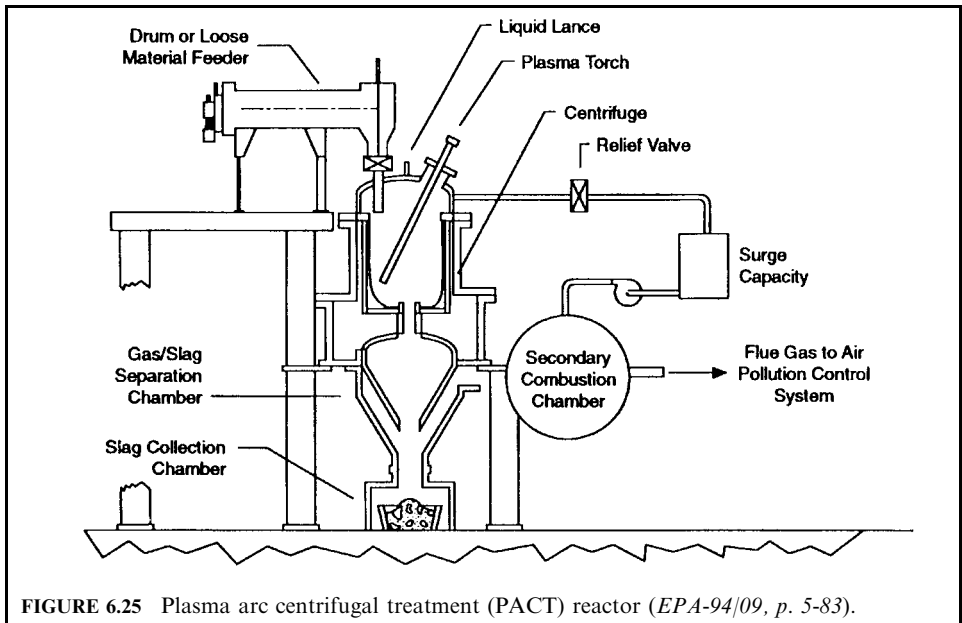 Drum or Loose
Material Feeder
Liquid Lance
Plasma Torch
Centrifuge
Relief Valve
Surge
Capacity
Gas/Slag
Separation
Chamber
Secondary
Combustion
Chamber
Flue Gas to Air
Pollution Control
System
Slag Collection
Chamber
FIGURE 6.25 Plasma arc centrifugal treatment (PACT) reactor (EPA-94/09, p. 5-83).